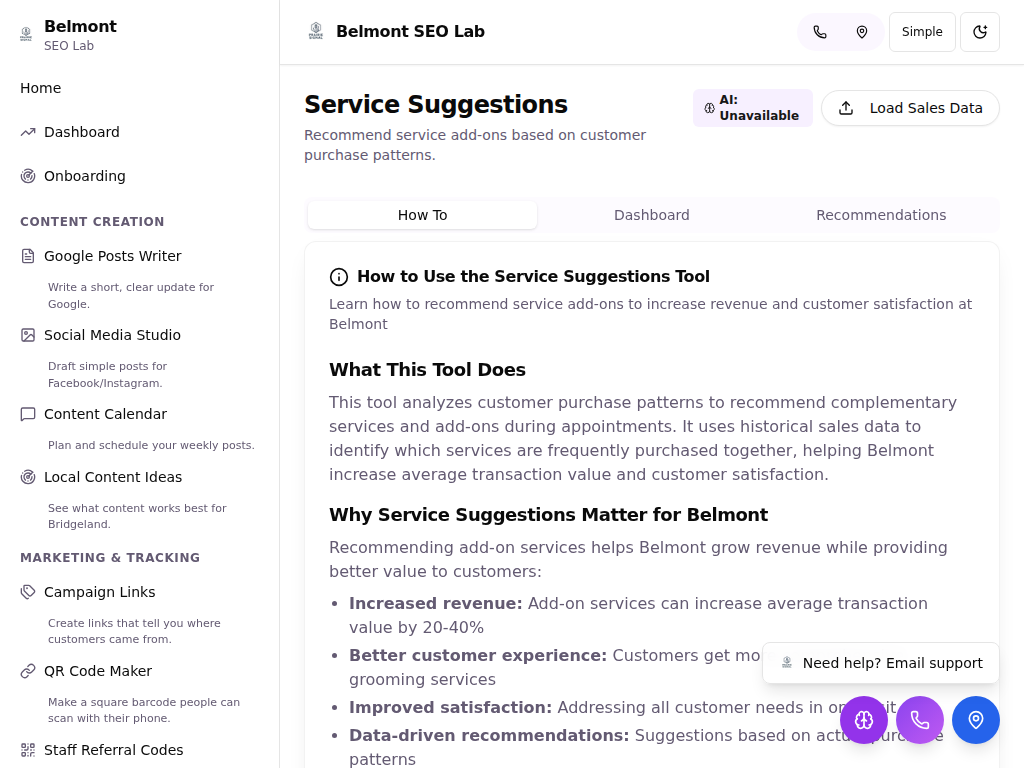 Belmont
SEO Lab
Home
Dashboard
Onboarding
CONTENT CREATION
Google Posts Writer
Write a short, clear update for
Google.
Social Media Studio
Draft simple posts for
Facebook/Instagram.
Content Calendar
Plan and schedule your weekly posts.
Local Content Ideas
See what content works best for
Bridgeland.
MARKETING & TRACKING
Campaign Links
Create links that tell you where
customers came from.
QR Code Maker
Make a square barcode people can
scan with their phone.
Staff Referral Codes
Belmont SEO Lab
Simple
Service Suggestions
Recommend service add-ons based on customer
purchase patterns.
AI:
Unavailable
Load Sales Data
How To
Dashboard
Recommendations
How to Use the Service Suggestions Tool
Learn how to recommend service add-ons to increase revenue and customer satisfaction at
Belmont
What This Tool Does
This tool analyzes customer purchase patterns to recommend complementary
services and add-ons during appointments. It uses historical sales data to
identify which services are frequently purchased together, helping Belmont
increase average transaction value and customer satisfaction.
Why Service Suggestions Matter for Belmont
Recommending add-on services helps Belmont grow revenue while providing
better value to customers:
Increased revenue: Add-on services can increase average transaction
value by 20-40%
Better customer experience: Customers get
grooming services
Improved satisfaction: Addressing all customer needs in
Data-driven recommendations: Suggestions based on actual purchase
patterns
Need help? Email support